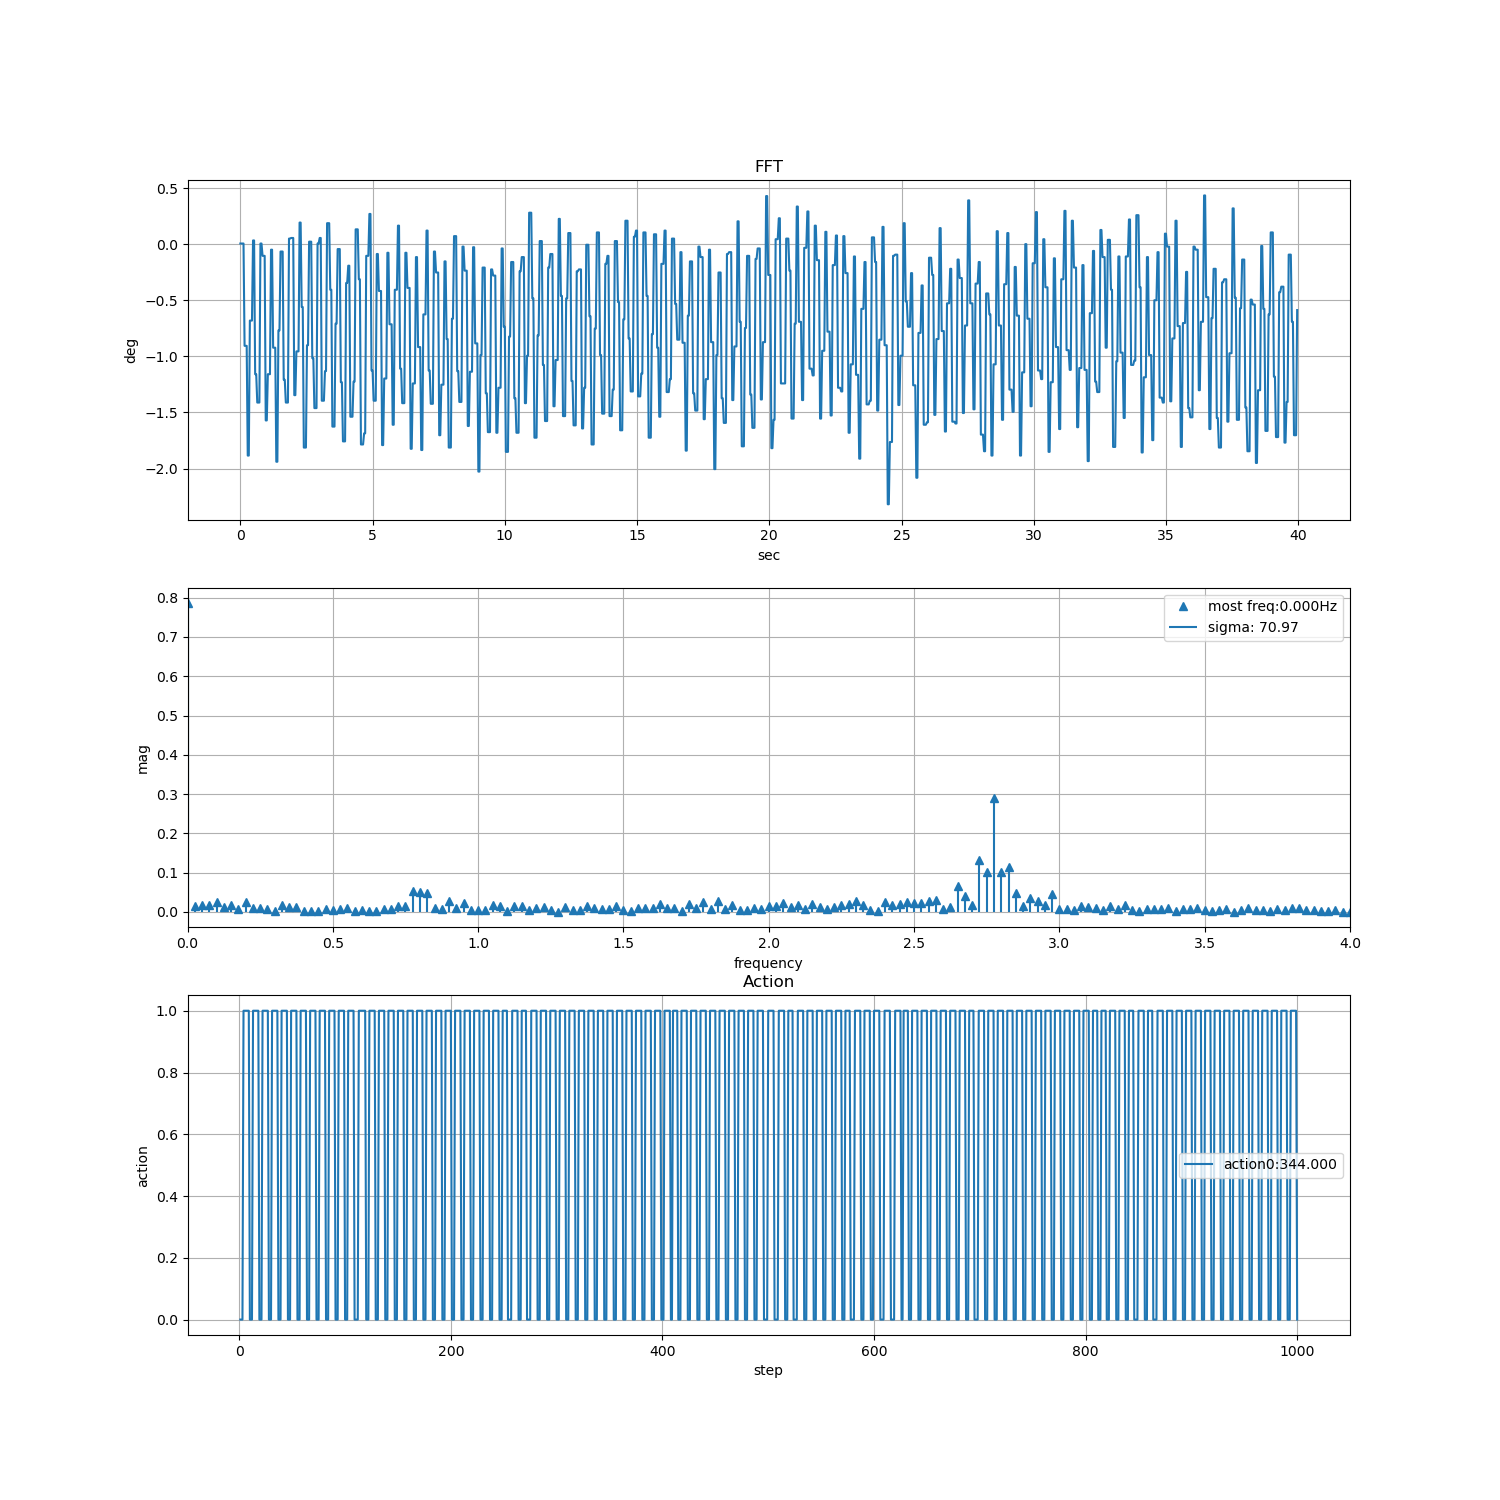 FFT
0.5
0.0
−0.5
−1.0
−1.5
−2.0
deg
0 5 10 15 20 25 30 35 40
sec
0.8
0.7
0.6
0.5
0.4
0.3
0.2
0.1
0.0
mag
most freq:0.000Hz
sigma: 70.97
0.0 0.5 1.0 1.5 2.0 2.5 3.0 3.5 4.0
frequency
Action
1.0
0.8
0.6
0.4
0.2
0.0
action
action0:344.000
0 200 400 600 800 1000
step